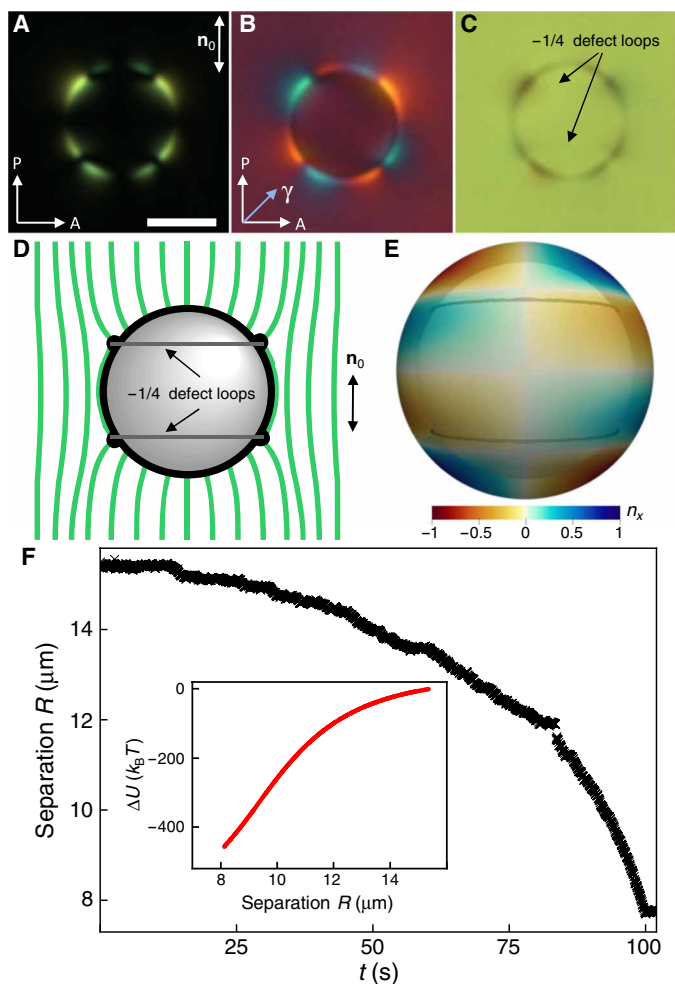 A
n₀
P
A
B
P
γ
A
C
−1/4 defect loops
D
−1/4 defect loops
n₀
E
−1
−0.5
0
0.5
1
nₓ
F
Separation R (μm)
14
12
10
8
ΔU (k_B T)
0
−200
−400
8
10
12
14
Separation R (μm)
25
50
75
100
t (s)